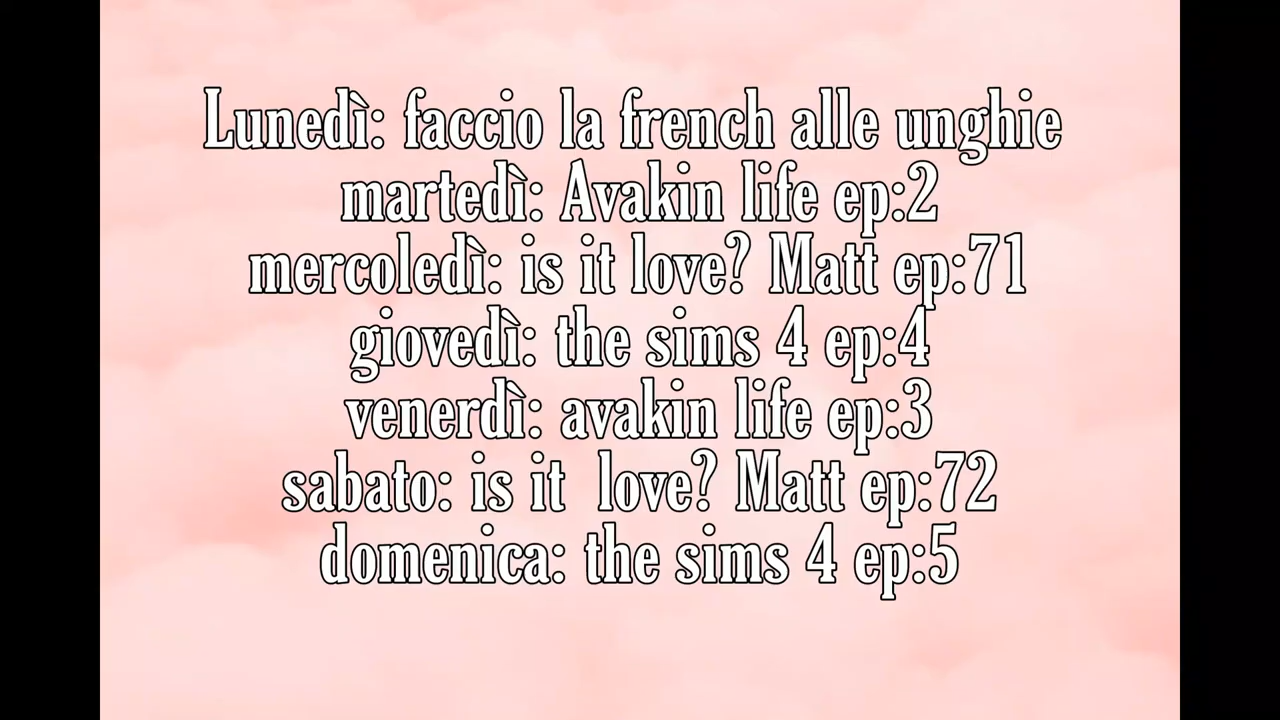 Lunedì: faccio la french alle unghie
martedì: Avakin life ep:2
mercoledì: is it love? Matt ep:71
giovedì: the sims 4 ep:4
venerdì: avakin life ep:3
sabato: is it  love? Matt ep:72
domenica: the sims 4 ep:5